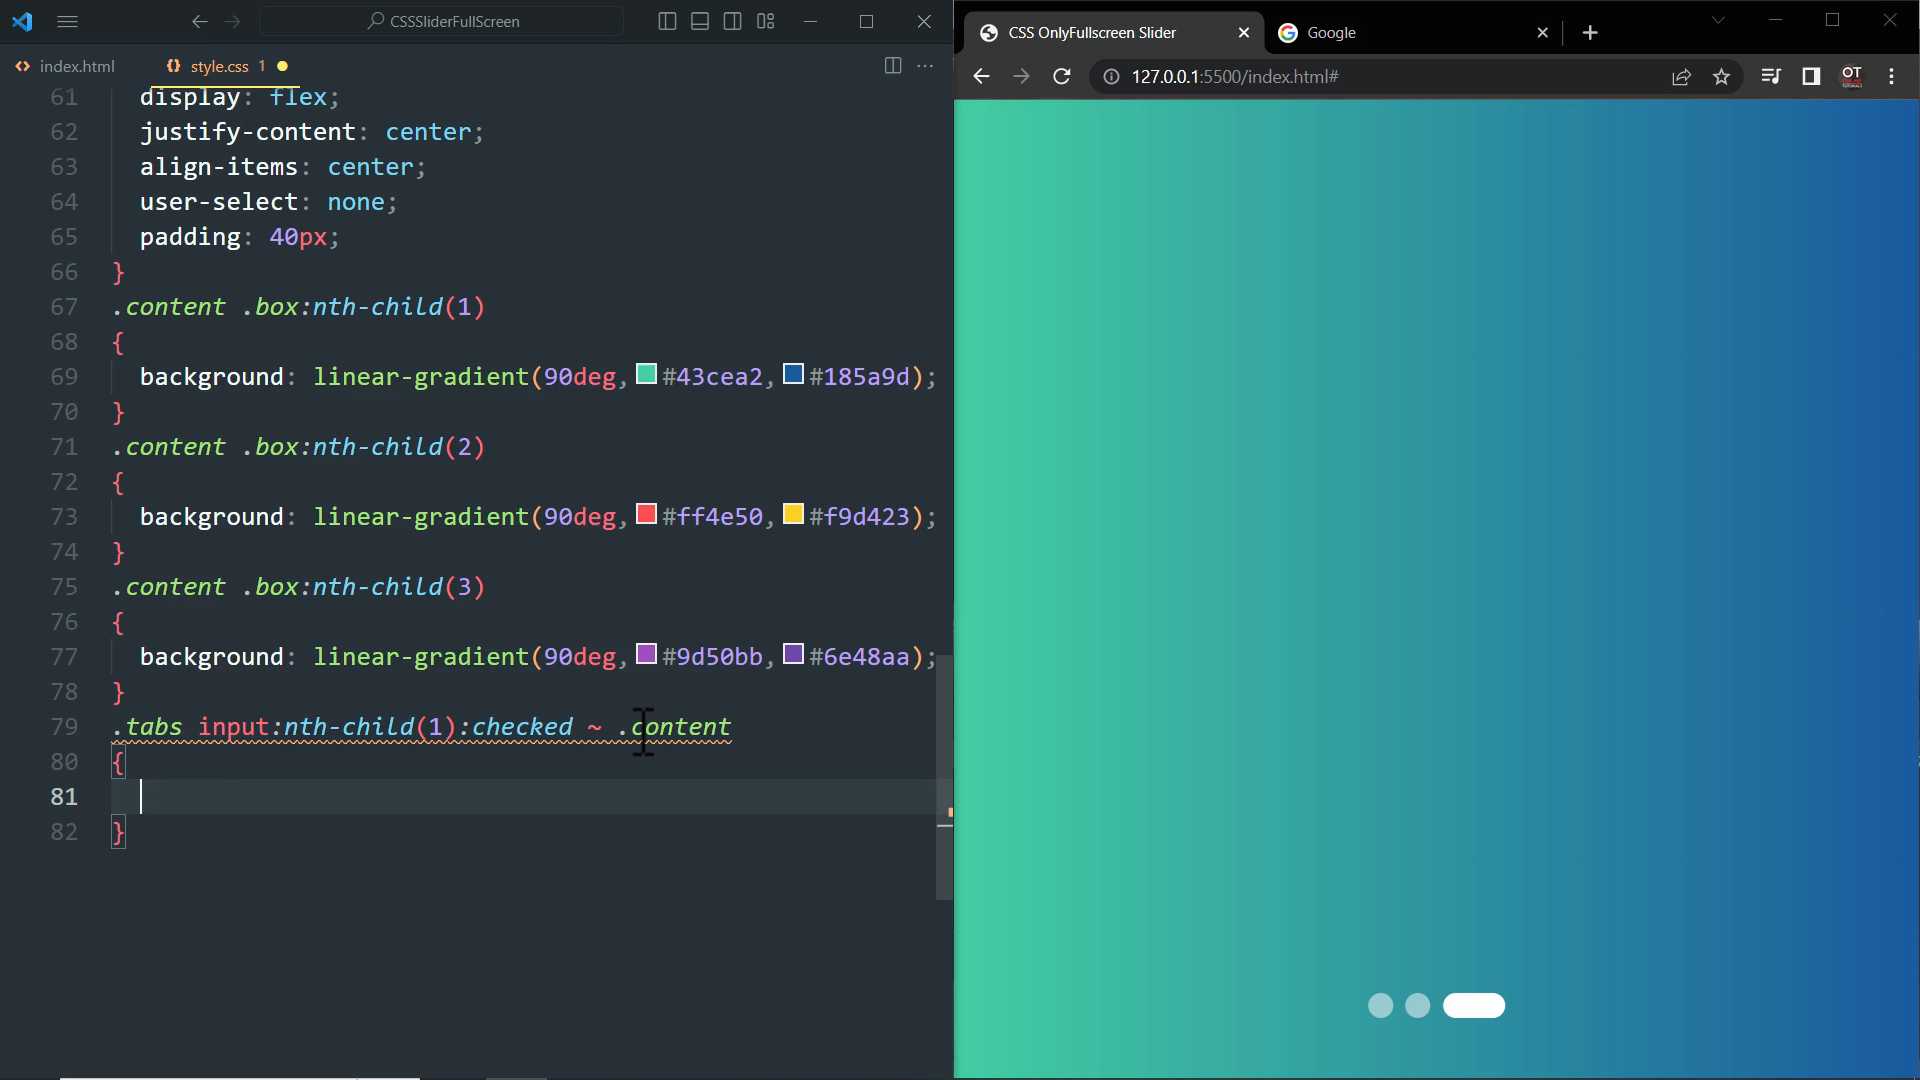 CSSSliderFullScreen
index.html
{} style.css 1
61 display: flex;
62 justify-content: center;
63 align-items: center;
64 user-select: none;
65 padding: 40px;
66 }
67 .content .box:nth-child(1)
68 {
69 background: linear-gradient(90deg,#43cea2,#185a9d);
70 }
71 .content .box:nth-child(2)
72 {
73 background: linear-gradient(90deg,#ff4e50,#f9d423);
74 }
75 .content .box:nth-child(3)
76 {
77 background: linear-gradient(90deg,#9d50bb,#6e48aa);
78 }
79 .tabs input:nth-child(1):checked ~ .content
80 {
81
82 }
CSS OnlyFullscreen Slider
Google
127.0.0.1:5500/index.html#
OT